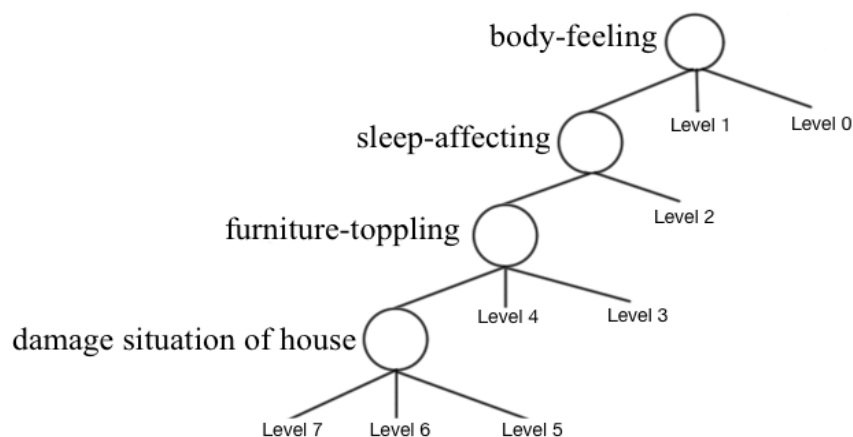 body-feeling
Level 1
Level 0
sleep-affecting
Level 2
furniture-toppling
Level 4
Level 3
damage situation of house
Level 7
Level 6
Level 5